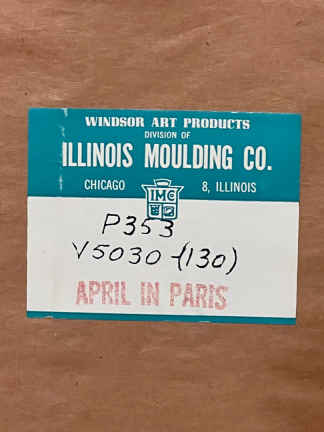 WINDSOR ART PRODUCTS
DIVISION OF
ILLINOIS MOULDING CO.
CHICAGO 8, ILLINOIS
IMC
P353
V5030-(130)
APRIL IN PARIS